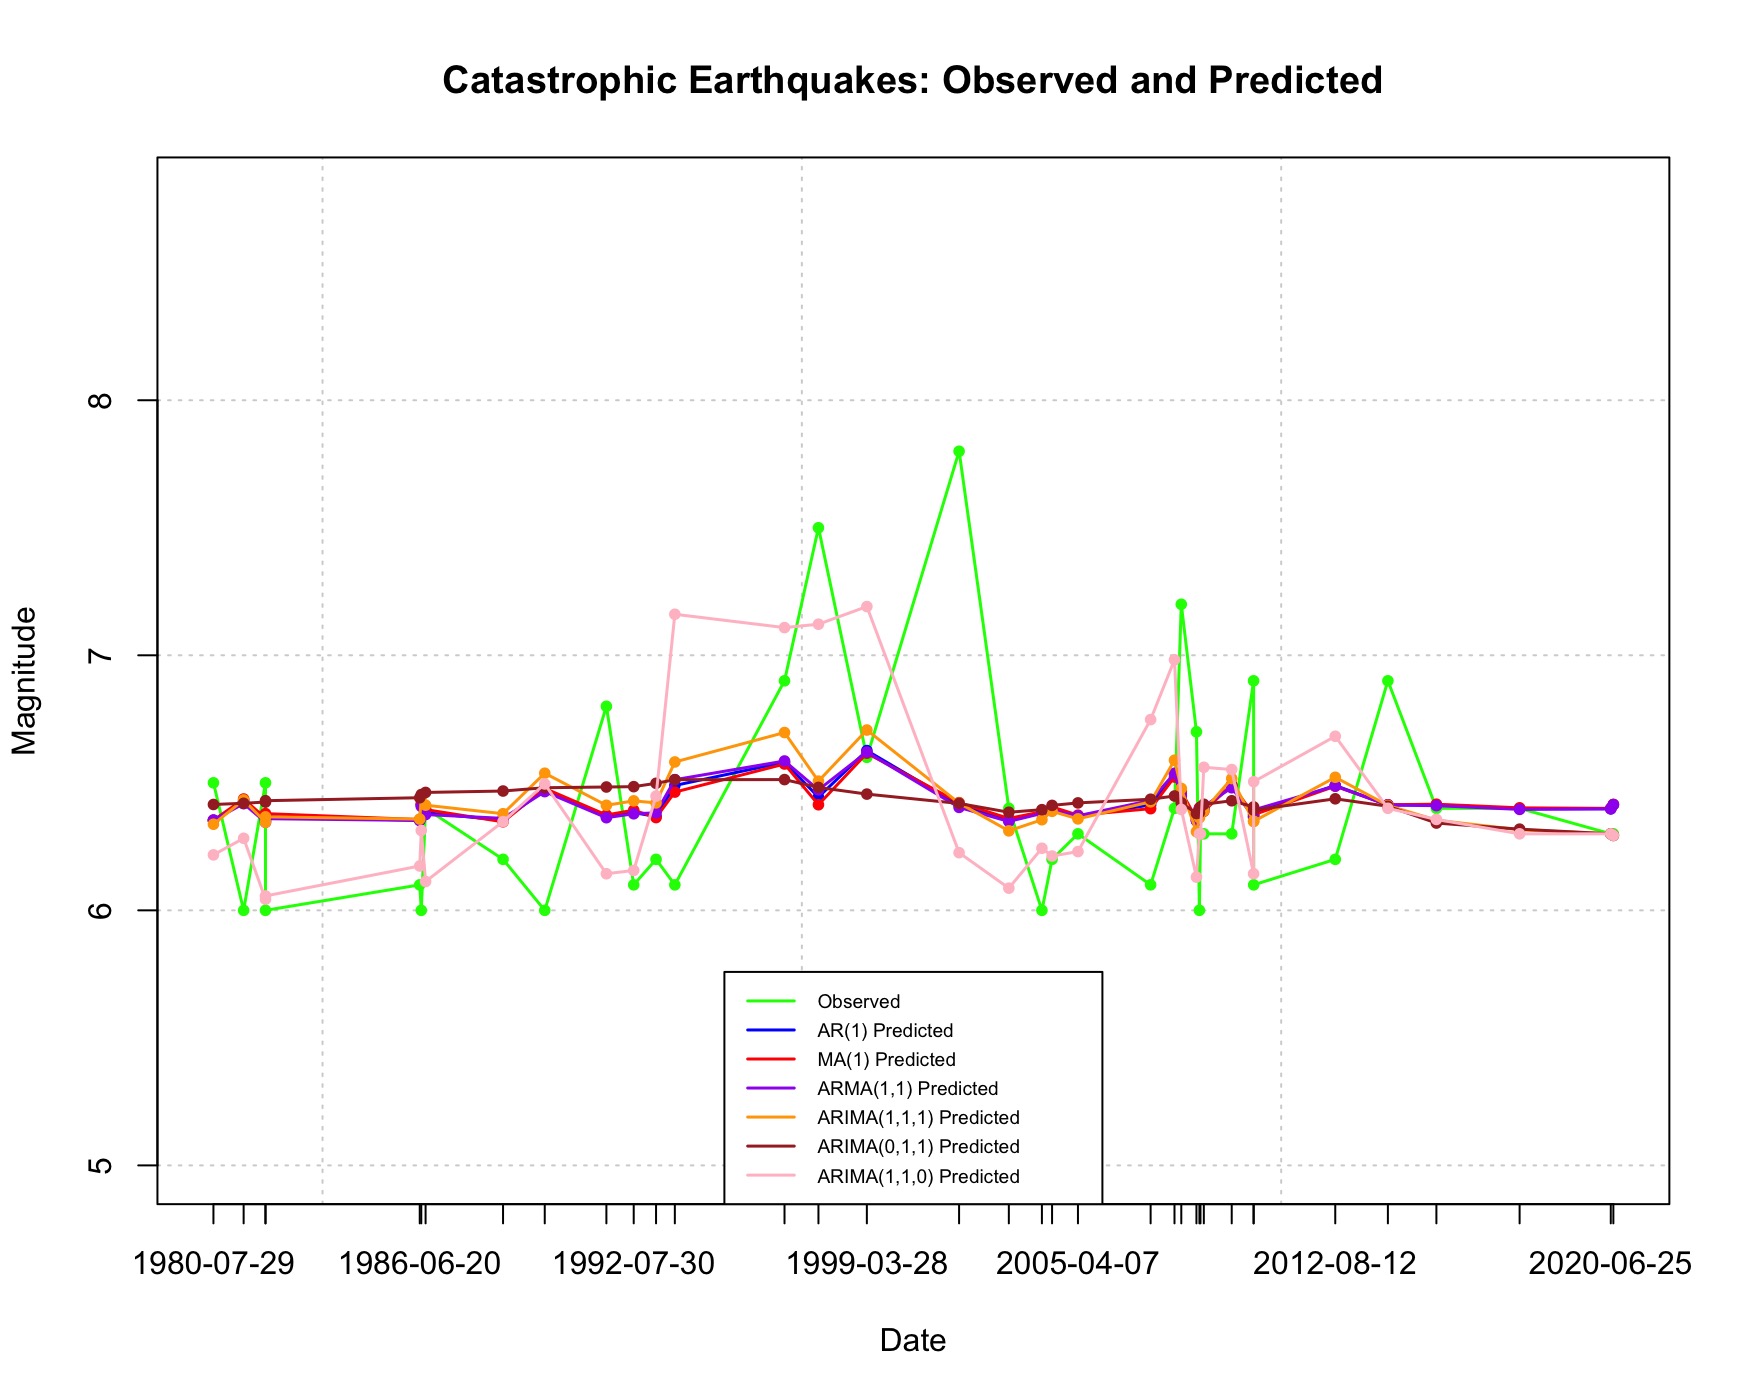 Catastrophic Earthquakes: Observed and Predicted
Magnitude
8
7
6
5
Observed
AR(1) Predicted
MA(1) Predicted
ARMA(1,1) Predicted
ARIMA(1,1,1) Predicted
ARIMA(0,1,1) Predicted
ARIMA(1,1,0) Predicted
1980-07-29 1986-06-20 1992-07-30 1999-03-28 2005-04-07 2012-08-12 2020-06-25
Date